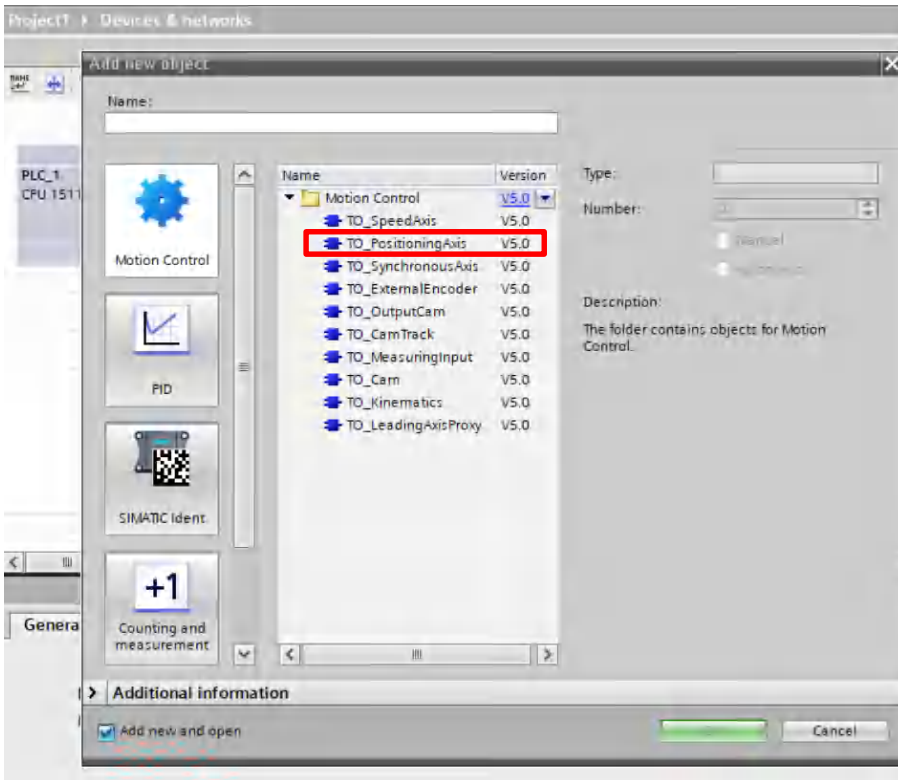 Project1 ▸ Devices & networks
Add new object
Name:
PLC_1
CPU 1511
Motion Control
PID
SIMATIC Ident
+1
Counting and
measurement
Name Version
Motion Control V5.0
TO_SpeedAxis V5.0
TO_PositioningAxis V5.0
TO_SynchronousAxis V5.0
TO_ExternalEncoder V5.0
TO_OutputCam V5.0
TO_CamTrack V5.0
TO_MeasuringInput V5.0
TO_Cam V5.0
TO_Kinematics V5.0
TO_LeadingAxisProxy V5.0
Type:
Number:
Manual
Description:
The folder contains objects for Motion
Control.
Genera
Additional information
Add new and open
Cancel